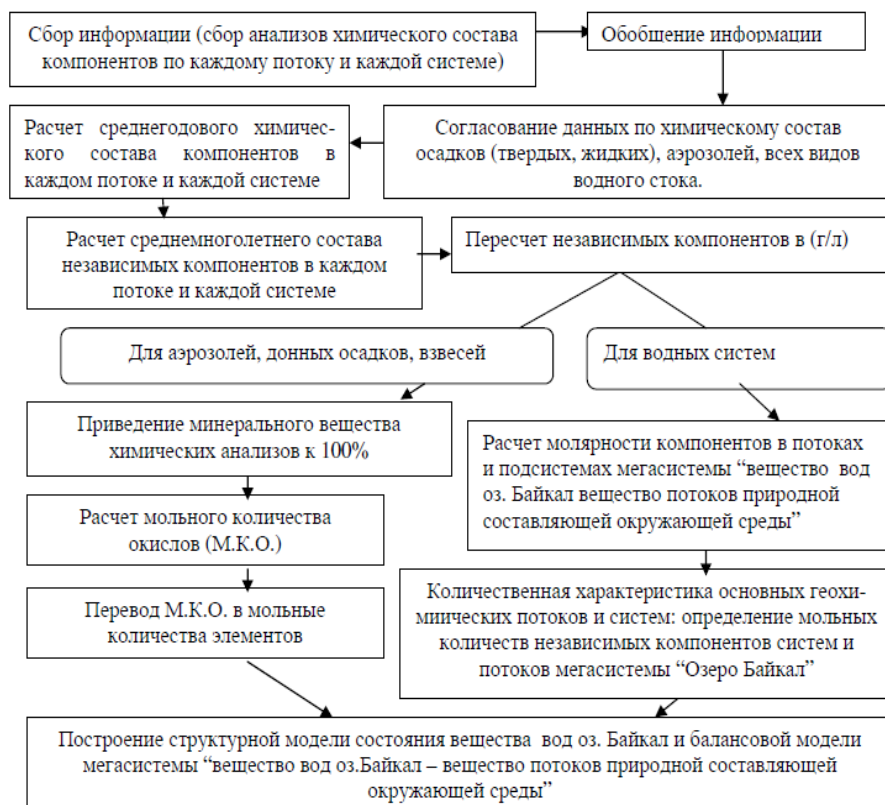 Сбор информации (сбор анализов химического состава
компонентов по каждому потоку и каждой системе)
Обобщение информации
Согласование данных по химическому состав
осадков (твердых, жидких), аэрозолей, всех видов
водного стока.
Расчет среднегодового химичес-
кого состава компонентов в
каждом потоке и каждой системе
Расчет среднемноголетнего состава
независимых компонентов в каждом
потоке и каждой системе
Пересчет независимых компонентов в (г/л)
Для аэрозолей, донных осадков, взвесей
Для водных систем
Приведение минерального вещества
химических анализов к 100%
Расчет мольного количества
окислов (М.К.О.)
Перевод М.К.О. в мольные
количества элементов
Расчет молярности компонентов в потоках
и подсистемах мегасистемы “вещество вод
оз. Байкал вещество потоков природной
составляющей окружающей среды”
Количественная характеристика основных геохи-
миических потоков и систем: определение мольных
количеств независимых компонентов систем и
потоков мегасистемы “Озеро Байкал”
Построение структурной модели состояния вещества вод оз. Байкал и балансовой модели
мегасистемы “вещество вод оз.Байкал – вещество потоков природной составляющей
окружающей среды”